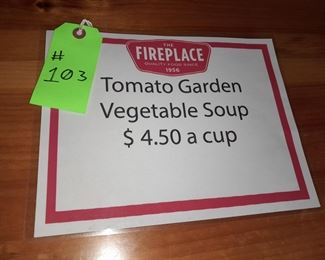 #
103
THE
FIREPLACE
QUALITY FOOD SINCE
1956
Tomato Garden
Vegetable Soup
$ 4.50 a cup